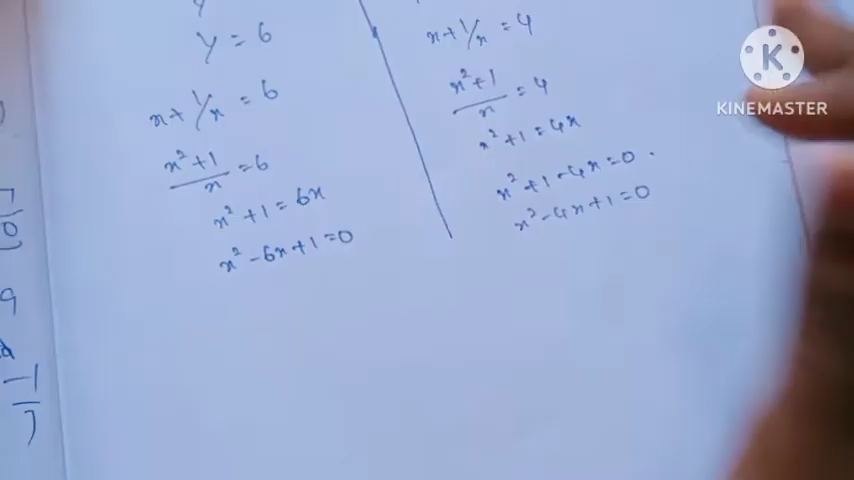 y = 6
x + 1/x = 6
x² + 1 / x = 6
x² + 1 = 6x
x² - 6x + 1 = 0
x + 1/x = 4
x² + 1 / x = 4
x² + 1 = 4x
x² + 1 - 4x = 0
x² - 4x + 1 = 0
K
KINEMASTER